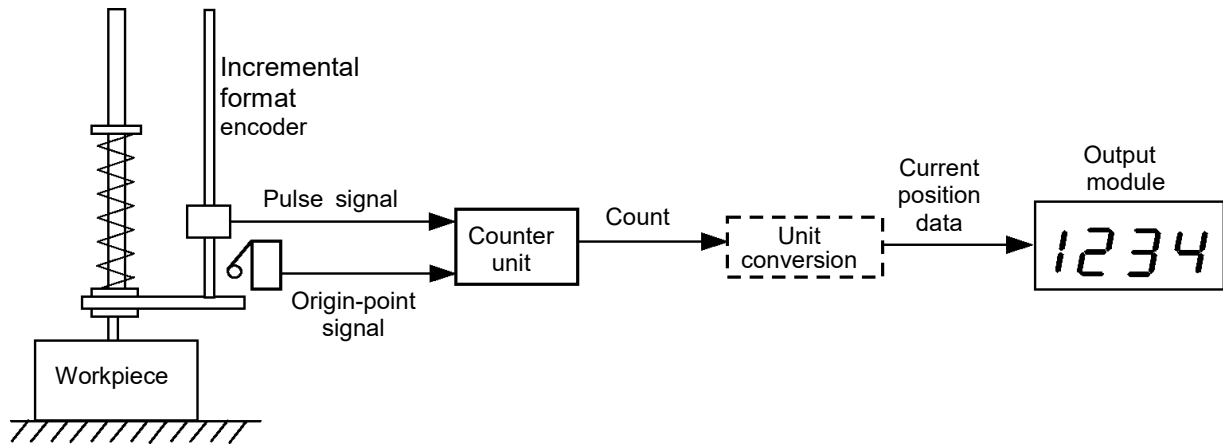 Incremental
format
encoder
Pulse signal
Origin-point
signal
Counter
unit
Count
Unit
conversion
Current
position
data
Output
module
1234
Workpiece